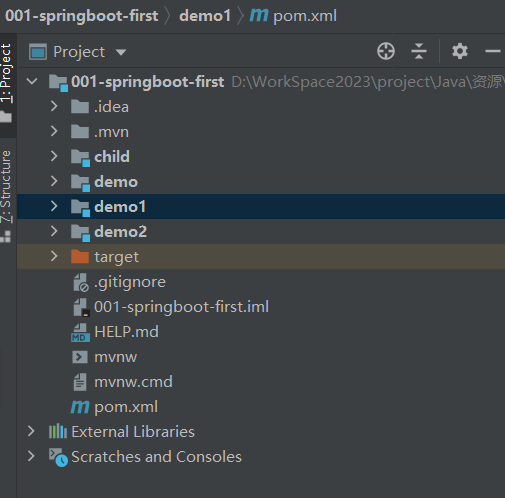 001-springboot-first demo1 m pom.xml
Project
1: Project
7: Structure
001-springboot-first D:\WorkSpace2023\project\Java\资源\
.idea
.mvn
child
demo
demo1
demo2
target
.gitignore
001-springboot-first.iml
MD HELP.md
mvnw
mvnw.cmd
m pom.xml
External Libraries
Scratches and Consoles